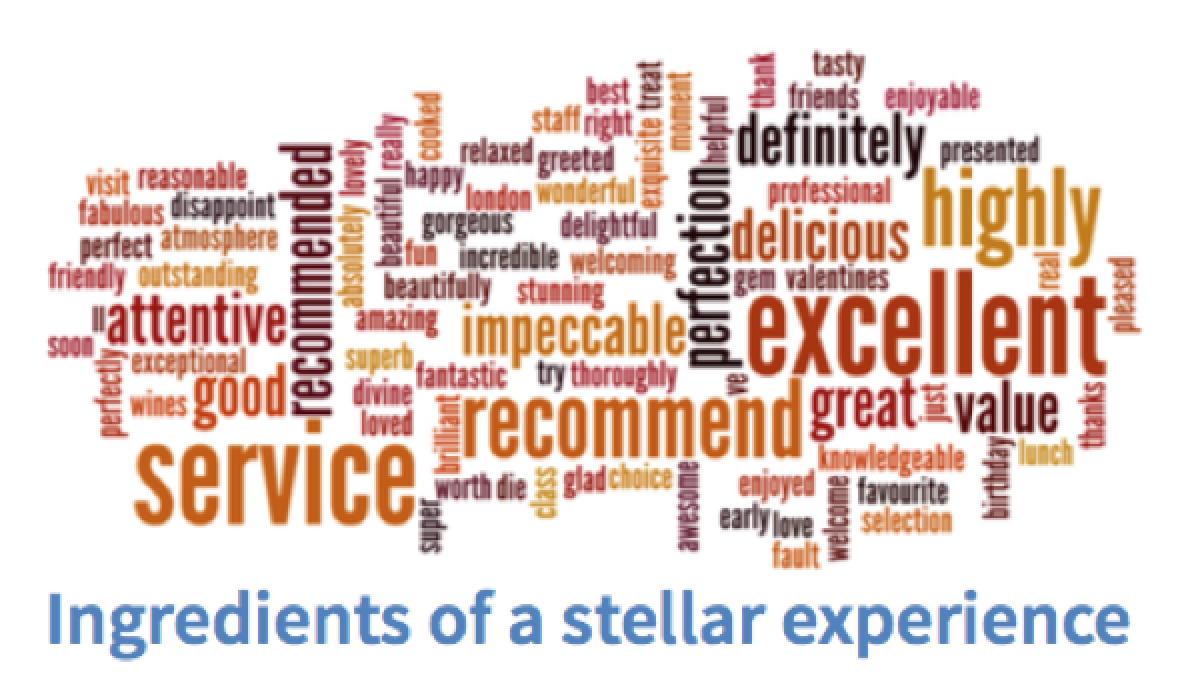 thank
tasty
best
treat
moment
friends
enjoyable
cooked
staff
right
helpful
definitely
really
exquisite
presented
recommended
lovely
relaxed
greeted
visit
reasonable
happy
london
wonderful
professional
highly
fabulous
disappoint
absolutely
beautiful
gorgeous
delightful
perfection
delicious
perfect
atmosphere
fun
incredible
welcoming
friendly
outstanding
beautifully
stunning
gem
valentines
real
pleased
ll
attentive
amazing
impeccable
excellent
soon
exceptional
superb
fantastic
try
thoroughly
ve
perfectly
wines
good
divine
loved
brilliant
recommend
great
just
value
thanks
service
knowledgeable
birthday
lunch
super
worth
die
class
glad
choice
awesome
enjoyed
welcome
favourite
early
love
selection
fault
Ingredients of a stellar experience